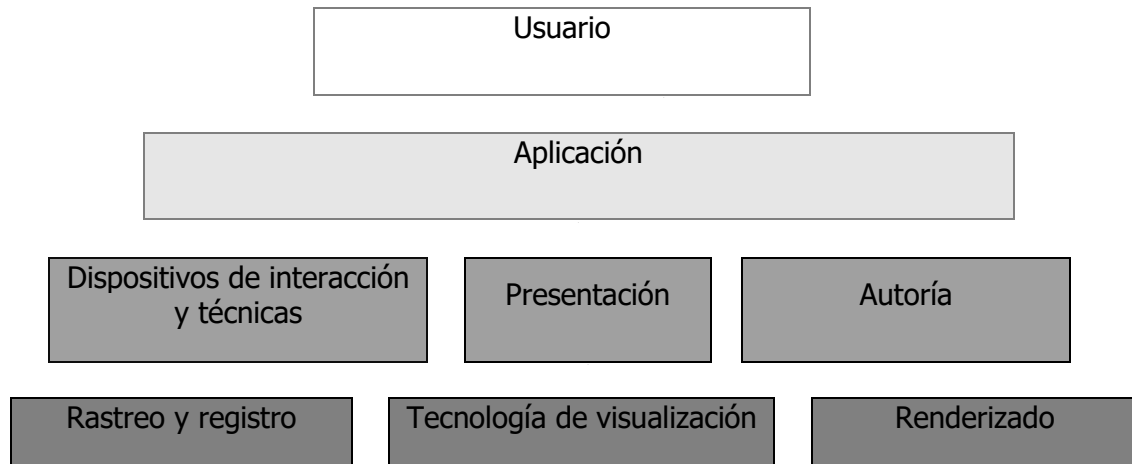 Usuario
Aplicación
Dispositivos de interacción
y técnicas
Presentación
Autoría
Rastreo y registro
Tecnología de visualización
Renderizado